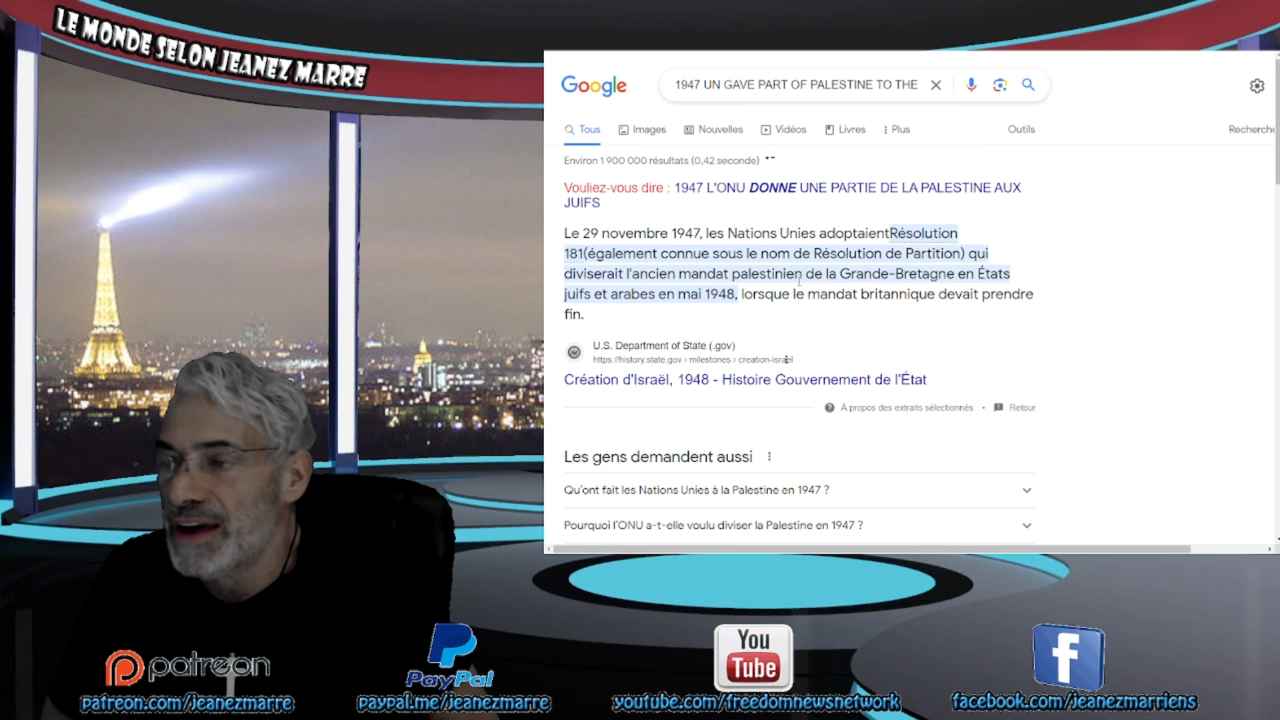 LE MONDE SELON JEANEZ MARRE
Google
1947 UN GAVE PART OF PALESTINE TO THE
Tous
Images
Nouvelles
Vidéos
Livres
Plus
Outils
Recherche
Environ 1 900 000 résultats (0,42 seconde)
Vouliez-vous dire : 1947 L'ONU DONNE UNE PARTIE DE LA PALESTINE AUX
JUIFS
Le 29 novembre 1947, les Nations Unies adoptaientRésolution
181(également connue sous le nom de Résolution de Partition) qui
diviserait l'ancien mandat palestinien de la Grande-Bretagne en États
juifs et arabes en mai 1948, lorsque le mandat britannique devait prendre
fin.
U.S. Department of State (.gov)
https://history.state.gov › milestones › creation-israel
Création d'Israël, 1948 - Histoire Gouvernement de l'État
À propos des extraits sélectionnés
•
Retour
Les gens demandent aussi
Qu'ont fait les Nations Unies à la Palestine en 1947 ?
Pourquoi l'ONU a-t-elle voulu diviser la Palestine en 1947 ?
patreon
PayPal
You
Tube
f
patreon.com/jeanezmarre
paypal.me/jeanezmarre
youtube.com/freedomnewsnetwork
facebook.com/jeanezmarriens